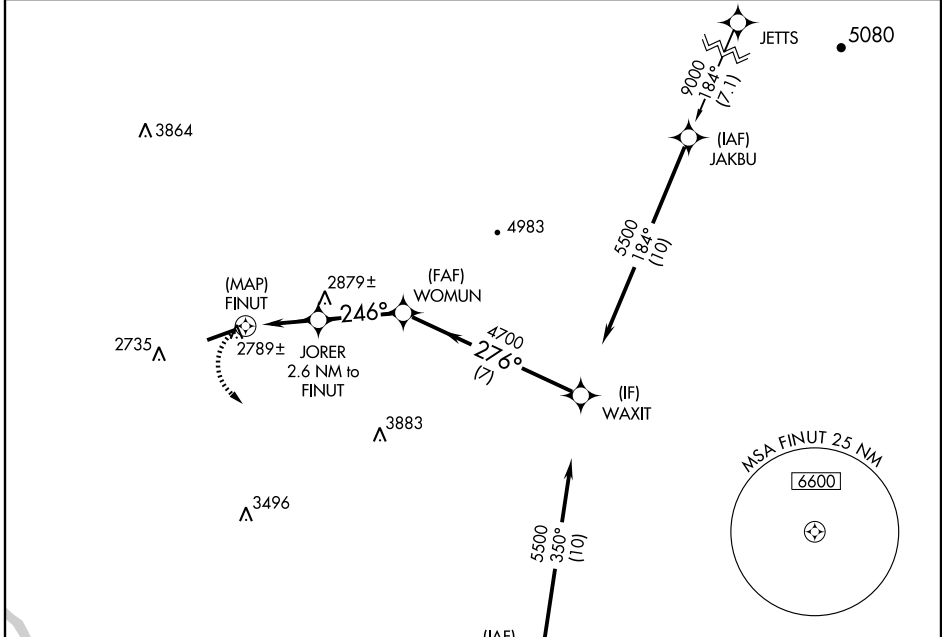 JETTS
5080
9000
184°
(7.1)
3864
(IAF)
JAKBU
4983
5500
184°
(10)
(FAF)
WOMUN
(MAP)
FINUT
2879±
246°
2735
2789±
JORER
2.6 NM to
FINUT
4700
276°
(7)
(IF)
WAXIT
3883
MSA FINUT 25 NM
6600
3496
5500
350°
(10)
(IAF)